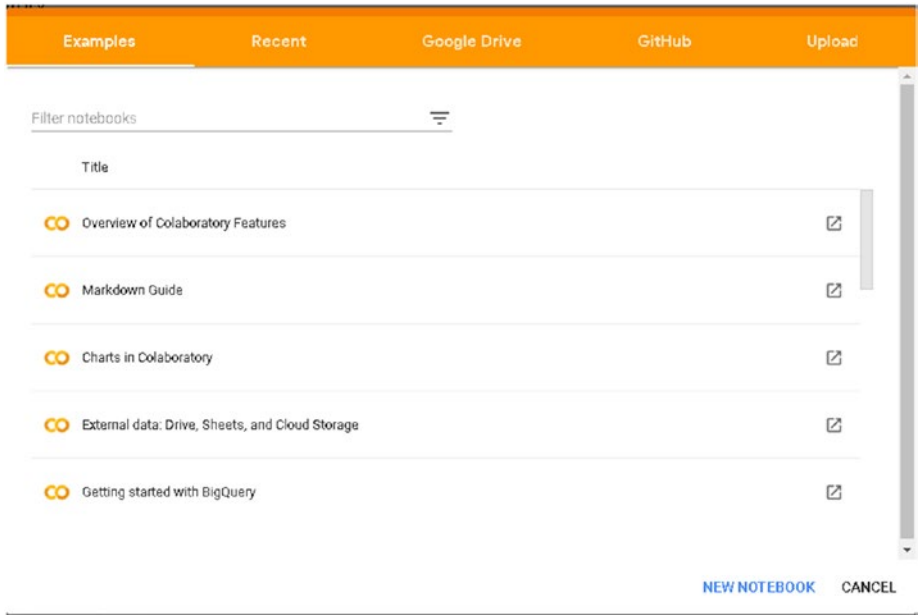 Examples Recent Google Drive GitHub Upload
Filter notebooks
Title
Overview of Colaboratory Features
Markdown Guide
Charts in Colaboratory
External data: Drive, Sheets, and Cloud Storage
Getting started with BigQuery
NEW NOTEBOOK CANCEL